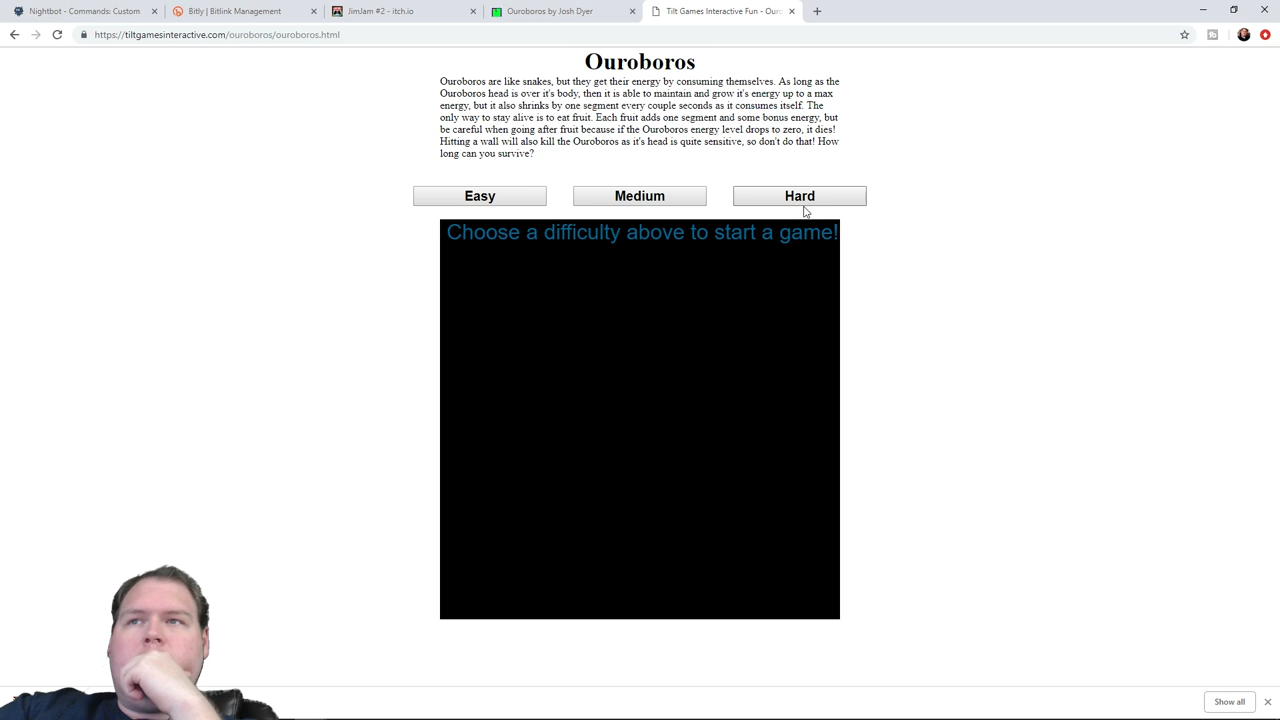 Nightbot - Commands: Custom
Bitly | Bitlink Management
JimJam #2 - itch.io
Ouroboros by Josh Dyer
Tilt Games Interactive Fun - Ouro
https://tiltgamesinteractive.com/ouroboros/ouroboros.html
Ouroboros
Ouroboros are like snakes, but they get their energy by consuming themselves. As long as the
Ouroboros head is over it's body, then it is able to maintain and grow it's energy up to a max
energy, but it also shrinks by one segment every couple seconds as it consumes itself. The
only way to stay alive is to eat fruit. Each fruit adds one segment and some bonus energy, but
be careful when going after fruit because if the Ouroboros energy level drops to zero, it dies!
Hitting a wall will also kill the Ouroboros as it's head is quite sensitive, so don't do that! How
long can you survive?
Easy
Medium
Hard
Choose a difficulty above to start a game!
Show all